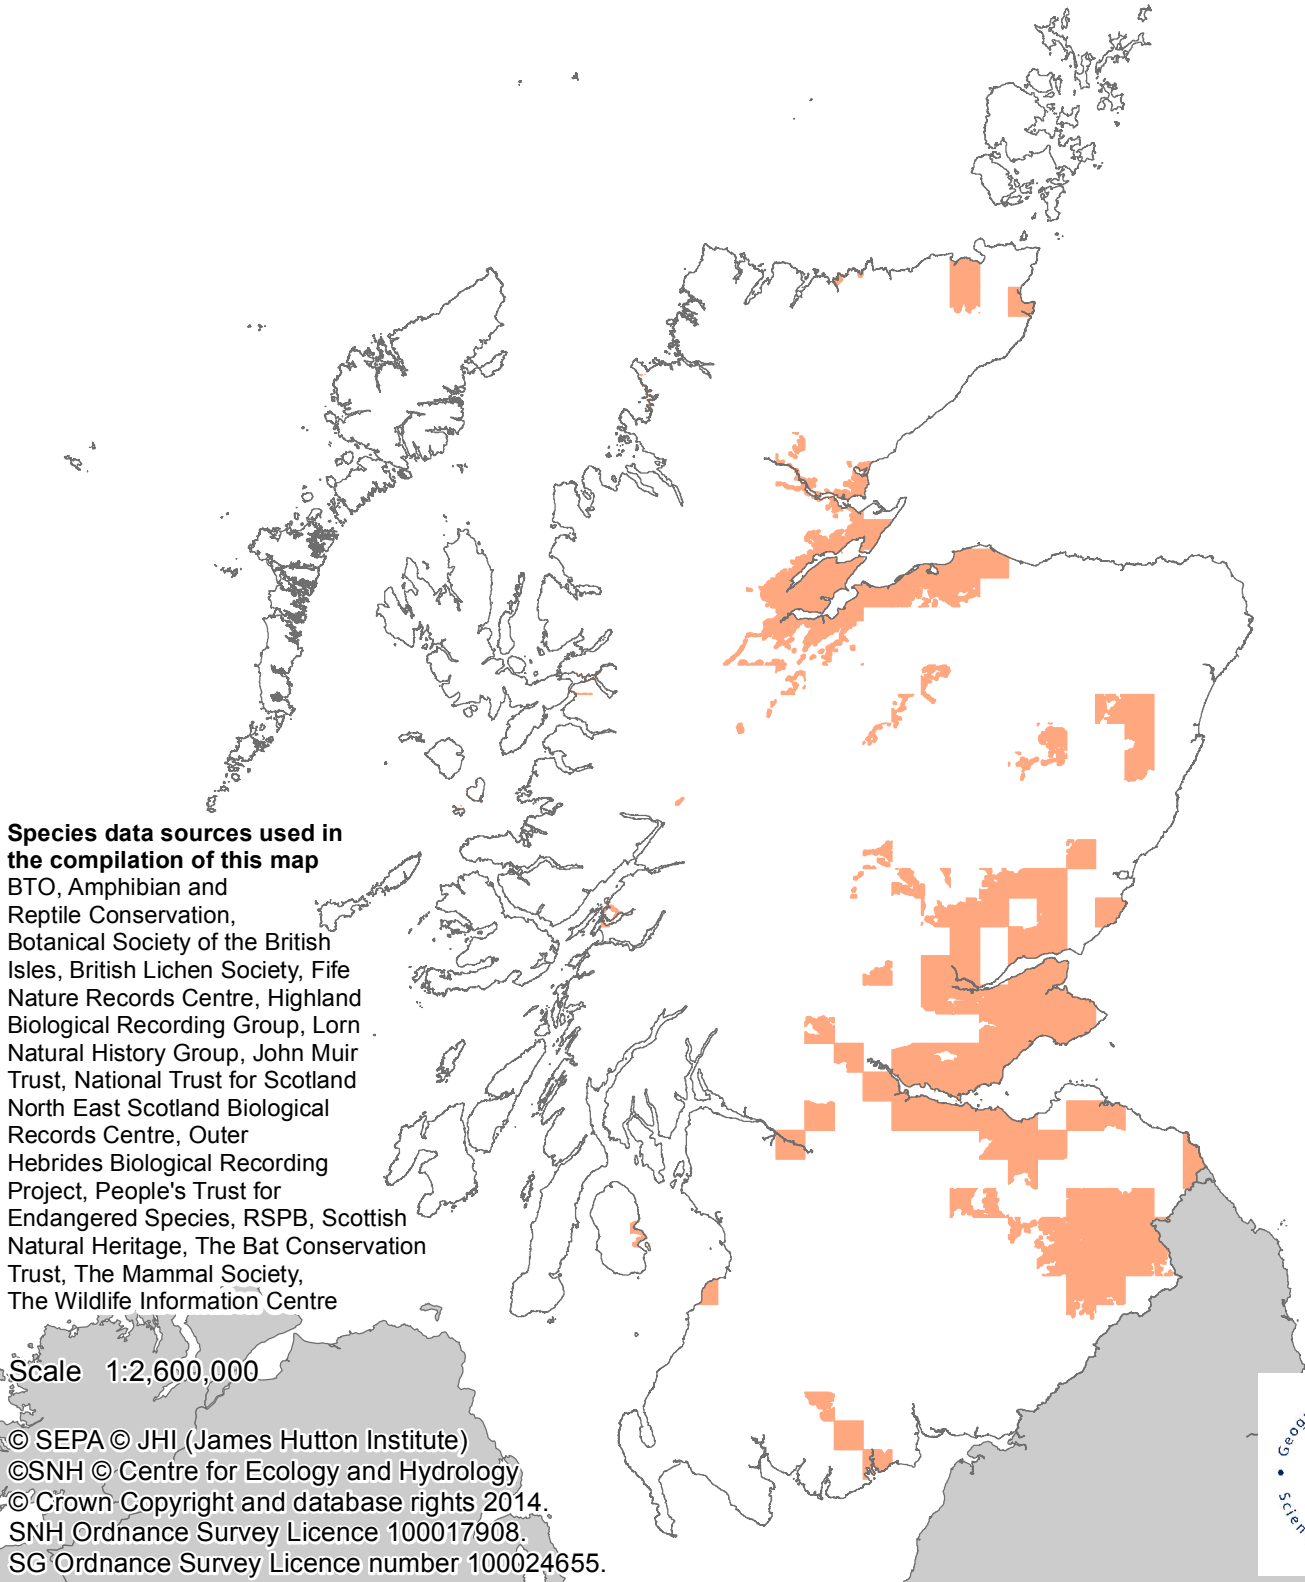 Species data sources used in
the compilation of this map
BTO, Amphibian and
Reptile Conservation,
Botanical Society of the British
Isles, British Lichen Society, Fife
Nature Records Centre, Highland
Biological Recording Group, Lorn
Natural History Group, John Muir
Trust, National Trust for Scotland
North East Scotland Biological
Records Centre, Outer
Hebrides Biological Recording
Project, People's Trust for
Endangered Species, RSPB, Scottish
Natural Heritage, The Bat Conservation
Trust, The Mammal Society,
The Wildlife Information Centre
Scale 1:2,600,000
© SEPA © JHI (James Hutton Institute)
©SNH © Centre for Ecology and Hydrology
© Crown Copyright and database rights 2014.
SNH Ordnance Survey Licence 100017908.
SG Ordnance Survey Licence number 100024655.